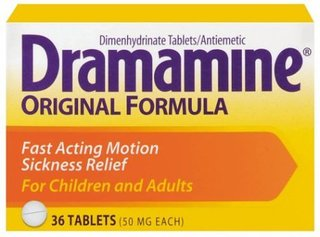 Dimenhydrinate Tablets/Antiemetic
Dramamine®
ORIGINAL FORMULA
Fast Acting Motion
Sickness Relief
For Children and Adults
36 TABLETS (50 MG EACH)